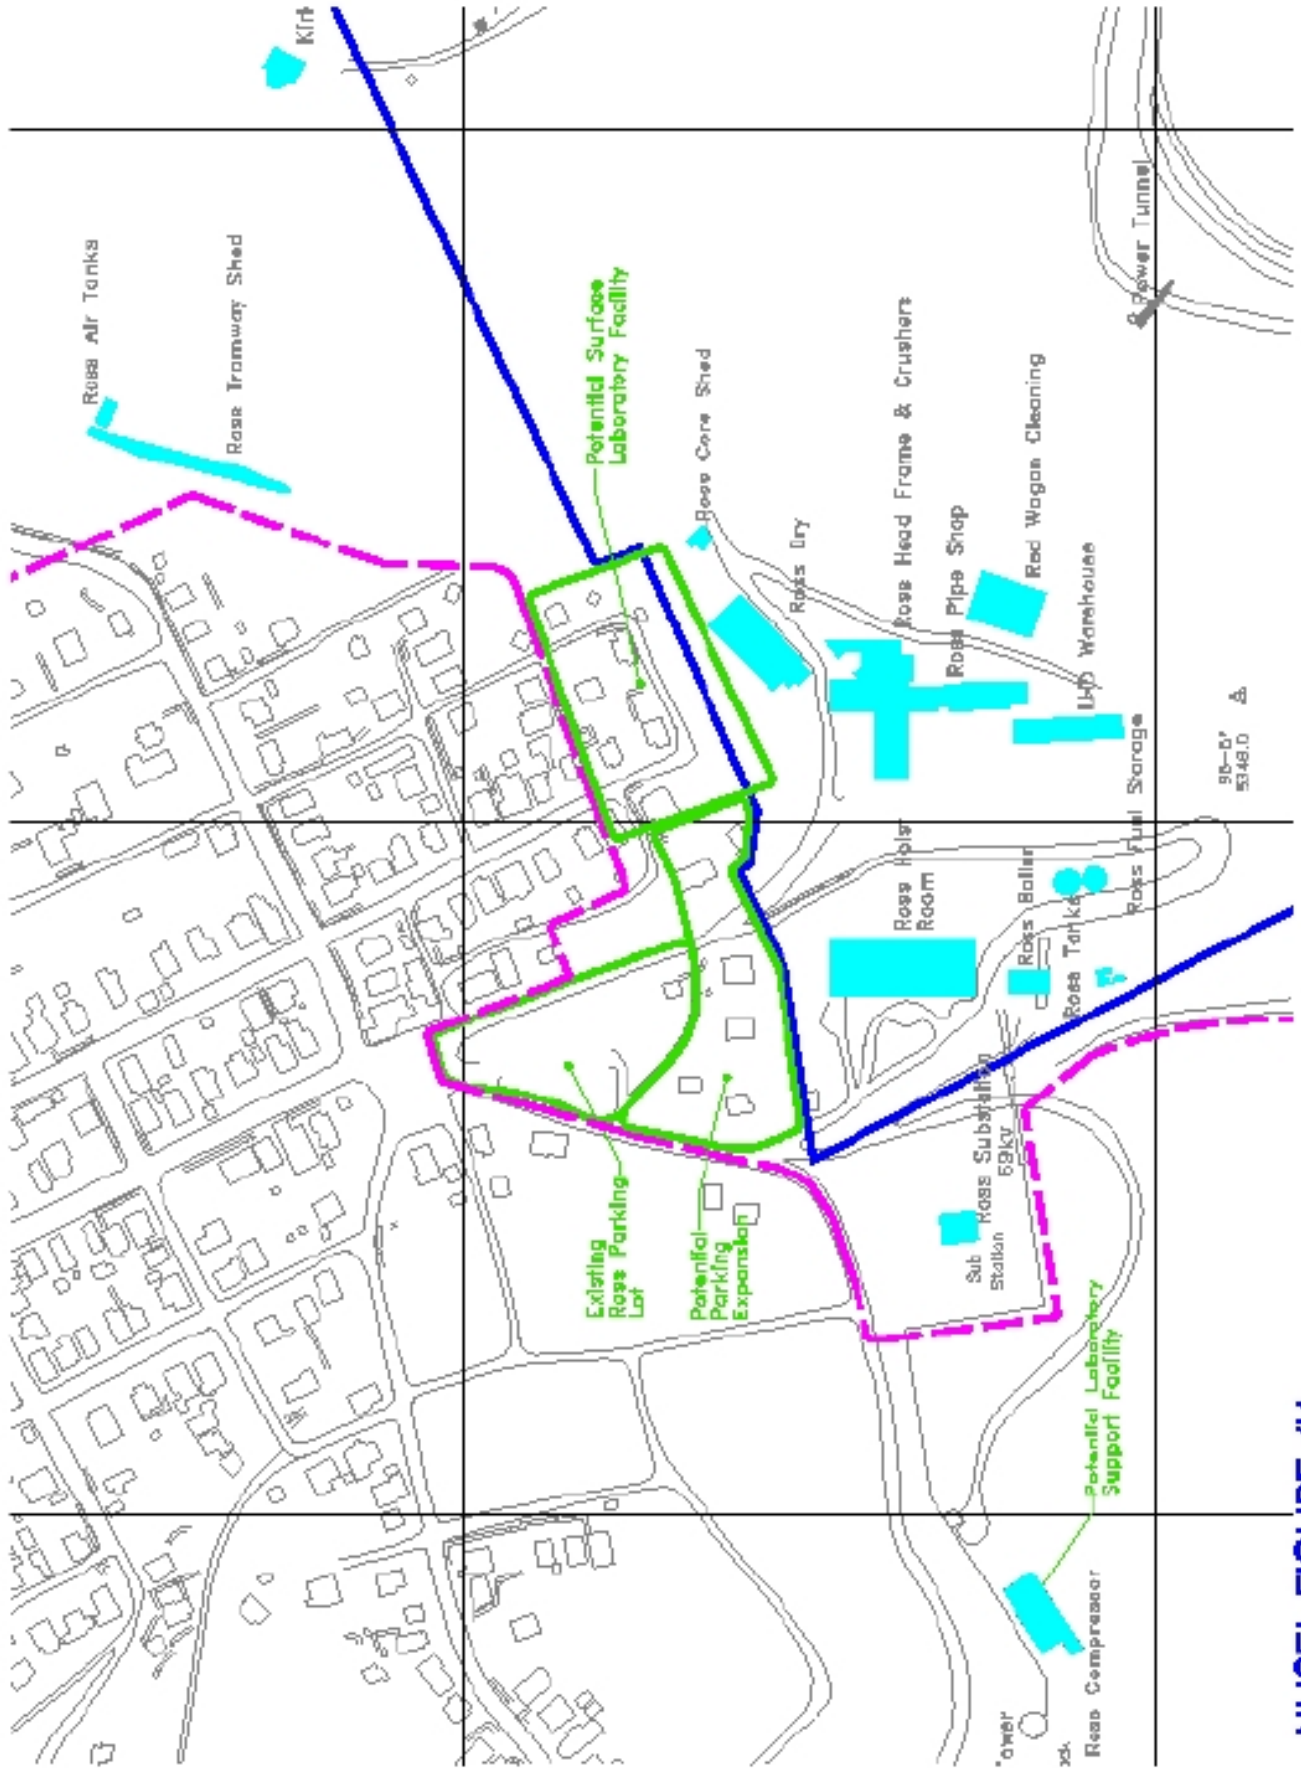 Ross Air Tanks
Ross Tramway Shed
Potential Surface
Laboratory Facility
Ross Core Shed
Ross Dry
Ross Head Frame & Crushers
Ross Pipe Shop
Red Wagon Cleaning
LHD Warehouse
Power Tunnel
Ross
Room
Ross Boiler
Ross Tanks
Ross Fuel Storage
5348.0
Ross Substation
69kV
Sub
Station
Existing
Ross Parking
Lot
Potential
Parking
Expansion
Potential Laboratory
Support Facility
Ross Compressor